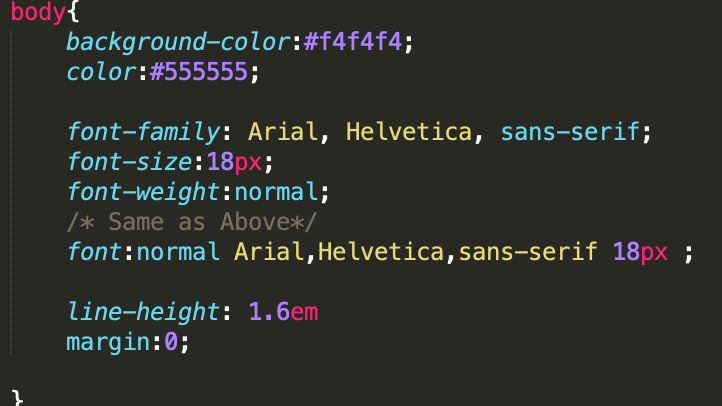 body{
background-color:#f4f4f4;
color:#555555;
font-family: Arial, Helvetica, sans-serif;
font-size:18px;
font-weight:normal;
/* Same as Above*/
font:normal Arial,Helvetica,sans-serif 18px ;
line-height: 1.6em
margin:0;
}